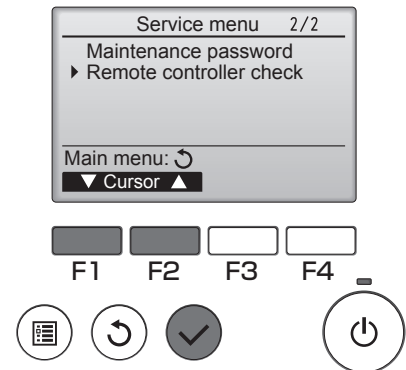 Service menu 2/2
Maintenance password
Remote controller check
Main menu:
Cursor
F1 F2 F3 F4